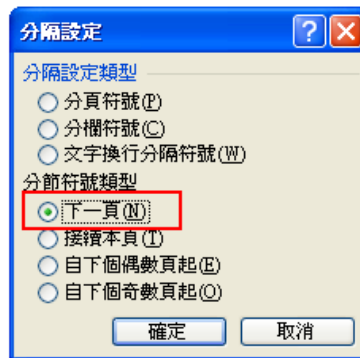 分隔設定
分隔設定類型
分頁符號(P)
分欄符號(C)
文字換行分隔符號(W)
分節符號類型
下一頁(N)
接續本頁(T)
自下個偶數頁起(E)
自下個奇數頁起(O)
確定 取消